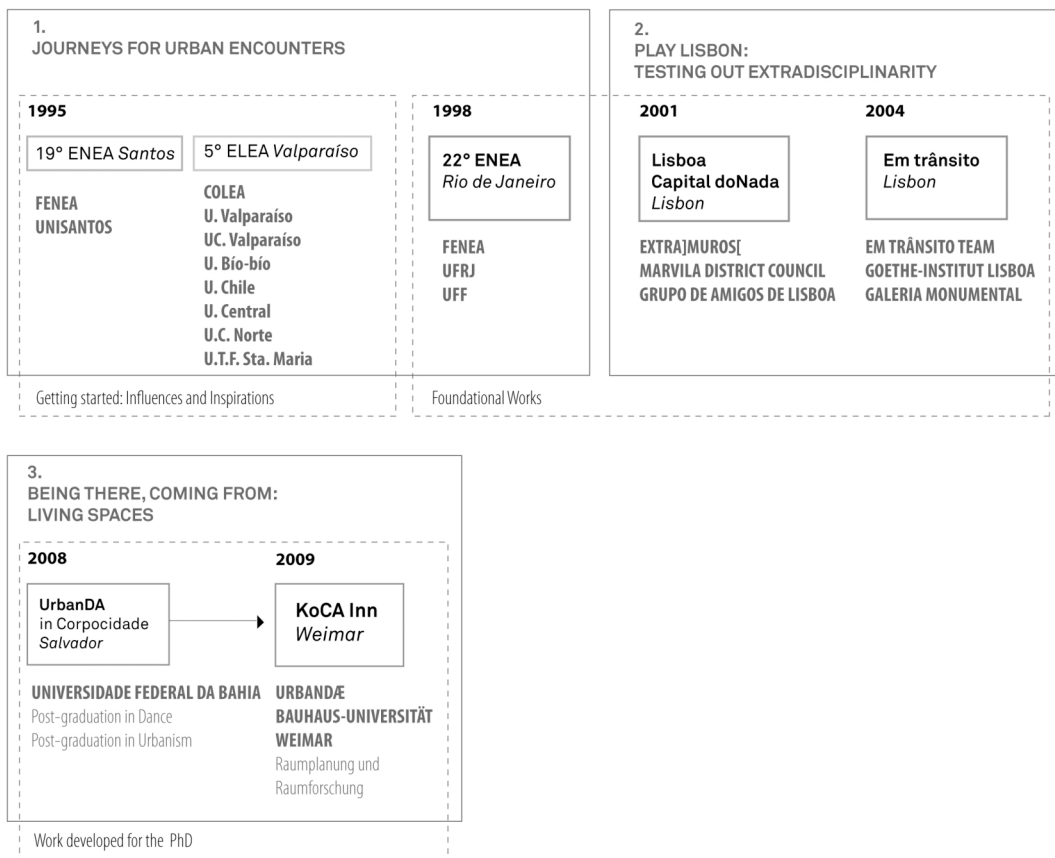 1.
JOURNEYS FOR URBAN ENCOUNTERS
1995
19° ENEA Santos
FENEA
UNISANTOS
5° ELEA Valparaíso
COLEA
U. Valparaíso
UC. Valparaíso
U. Bío-bío
U. Chile
U. Central
U.C. Norte
U.T.F. Sta. Maria
Getting started: Influences and Inspirations
1998
22° ENEA
Rio de Janeiro
FENEA
UFRJ
UFF
2.
PLAY LISBON:
TESTING OUT EXTRADISCIPLINARITY
2001
Lisboa
Capital doNada
Lisbon
EXTRA]MUROS[
MARVILA DISTRICT COUNCIL
GRUPO DE AMIGOS DE LISBOA
2004
Em trânsito
Lisbon
EM TRÂNSITO TEAM
GOETHE-INSTITUT LISBOA
GALERIA MONUMENTAL
Foundational Works
3.
BEING THERE, COMING FROM:
LIVING SPACES
2008
UrbanDA
in Corpocidade
Salvador
UNIVERSIDADE FEDERAL DA BAHIA
Post-graduation in Dance
Post-graduation in Urbanism
2009
KoCA Inn
Weimar
URBANDÆ
BAUHAUS-UNIVERSITÄT
WEIMAR
Raumplanung und
Raumforschung
Work developed for the PhD